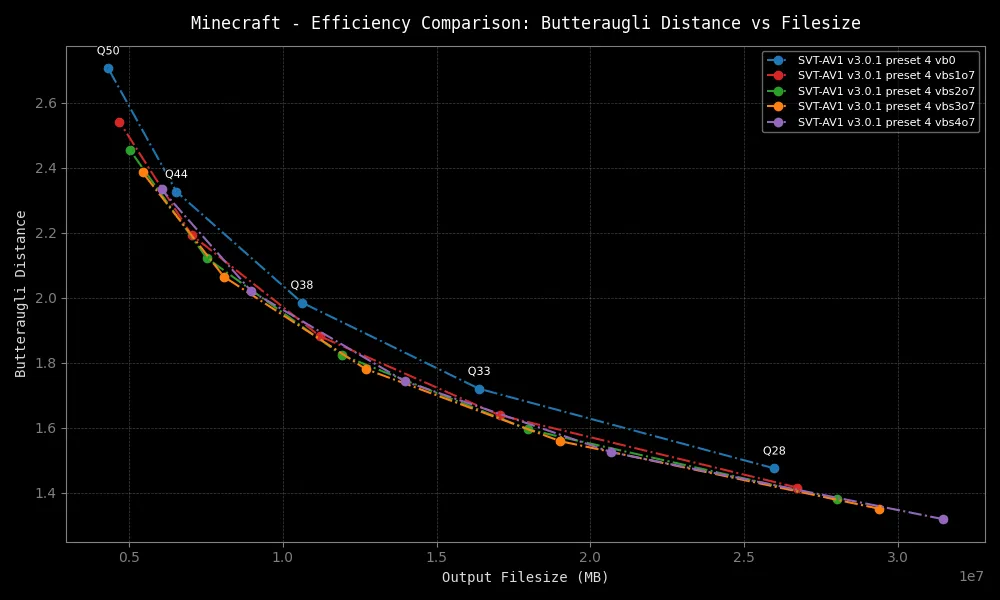 Minecraft - Efficiency Comparison: Butteraugli Distance vs Filesize
Q50
SVT-AV1 v3.0.1 preset 4 vb0
SVT-AV1 v3.0.1 preset 4 vbs1o7
SVT-AV1 v3.0.1 preset 4 vbs2o7
SVT-AV1 v3.0.1 preset 4 vbs3o7
SVT-AV1 v3.0.1 preset 4 vbs4o7
2.6
2.4
Q44
2.2
Butteraugli Distance
2.0
Q38
1.8
Q33
1.6
Q28
1.4
0.5 1.0 1.5 2.0 2.5 3.0
1e7
Output Filesize (MB)